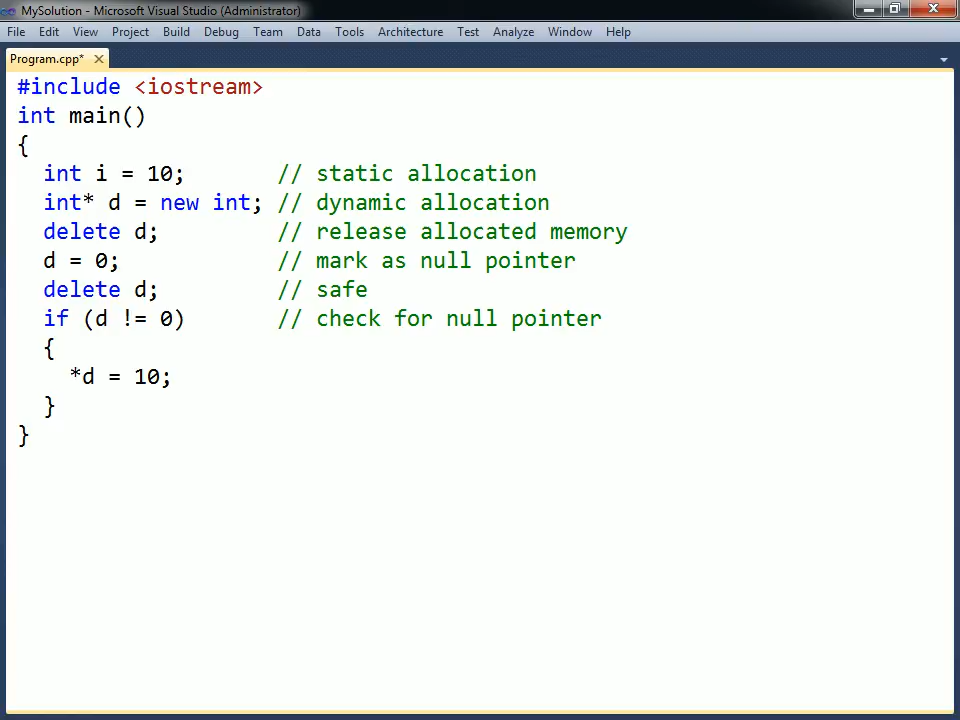 MySolution - Microsoft Visual Studio (Administrator)
File Edit View Project Build Debug Team Data Tools Architecture Test Analyze Window Help
Program.cpp*
#include <iostream>
int main()
{
  int i = 10;       // static allocation
  int* d = new int; // dynamic allocation
  delete d;         // release allocated memory
  d = 0;            // mark as null pointer
  delete d;         // safe
  if (d != 0)       // check for null pointer
  {
    *d = 10;
  }
}